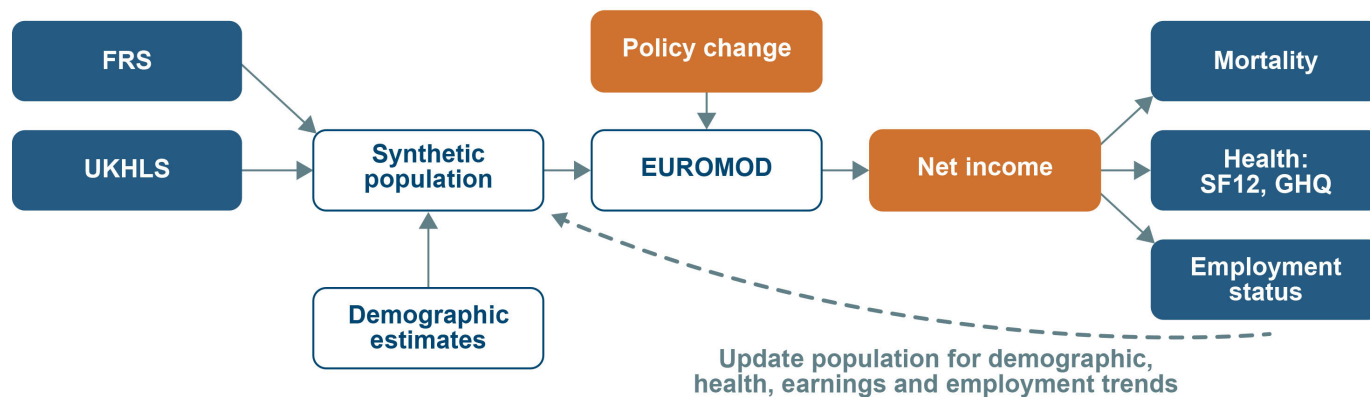 FRS
UKHLS
Synthetic
population
Demographic
estimates
Policy change
EUROMOD
Net income
Mortality
Health:
SF12, GHQ
Employment
status
Update population for demographic,
health, earnings and employment trends